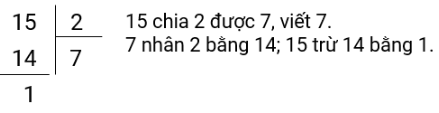 15 2 15 chia 2 được 7, viết 7.
14 7 7 nhân 2 bằng 14; 15 trừ 14 bằng 1.
1